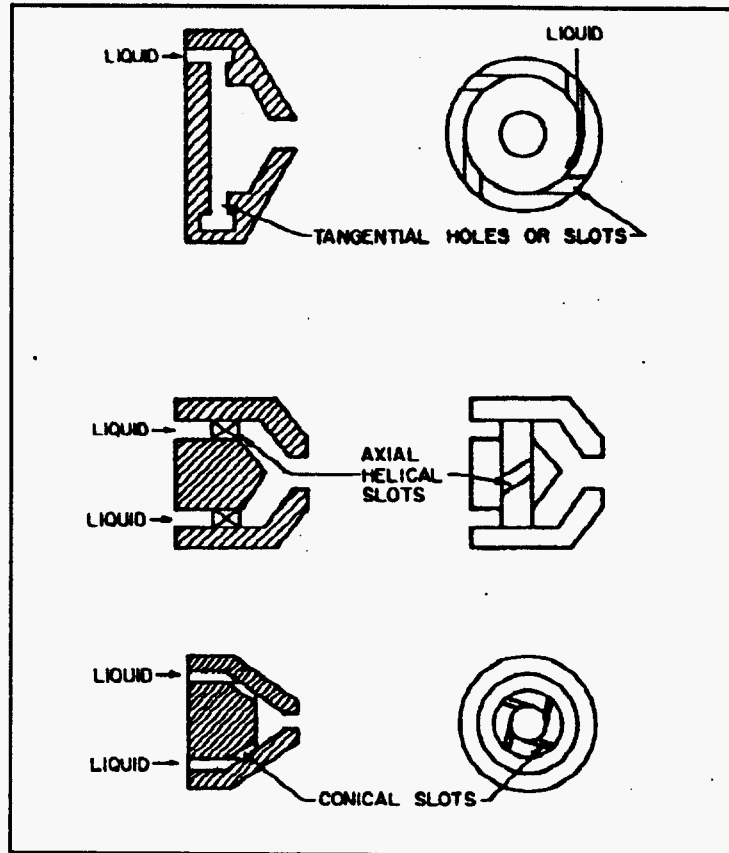 LIQUID
LIQUID
TANGENTIAL HOLES OR SLOTS
LIQUID
AXIAL
HELICAL
SLOTS
LIQUID
LIQUID
LIQUID
CONICAL SLOTS